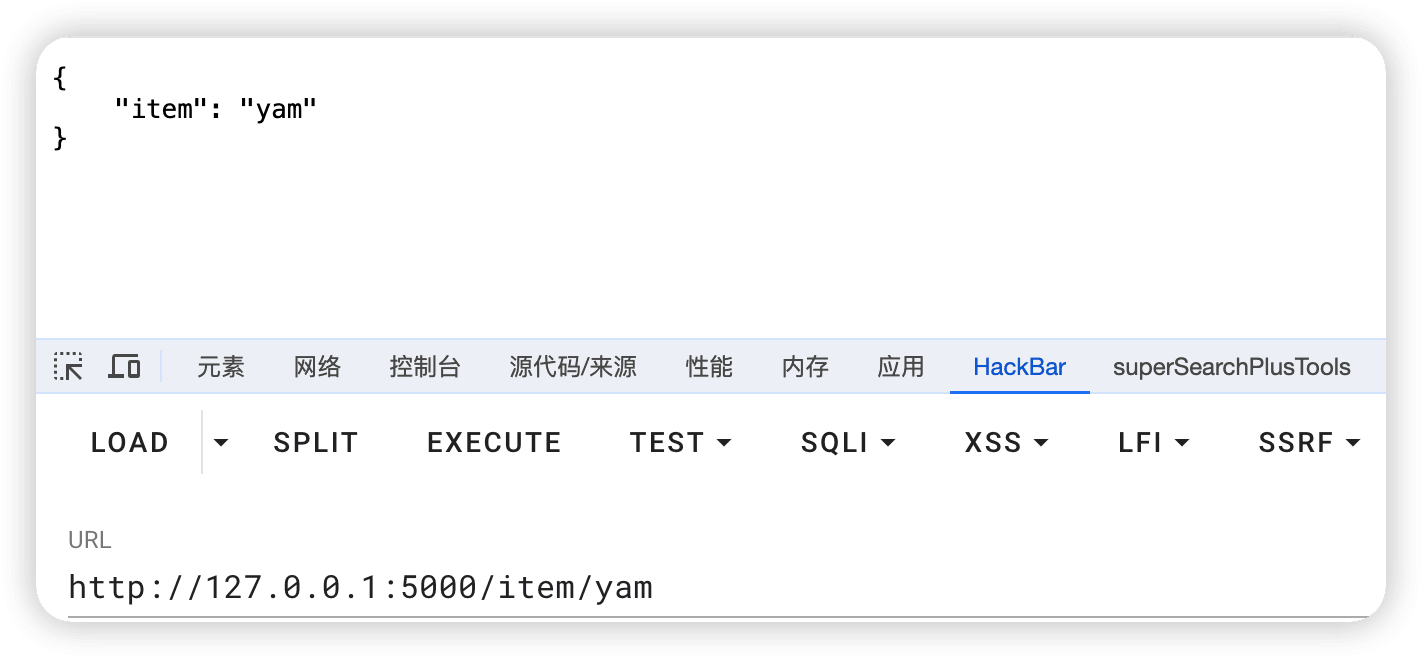 {
    "item": "yam"
}
元素 网络 控制台 源代码/来源 性能 内存 应用 HackBar superSearchPlusTools
LOAD SPLIT EXECUTE TEST SQLI XSS LFI SSRF
URL
http://127.0.0.1:5000/item/yam